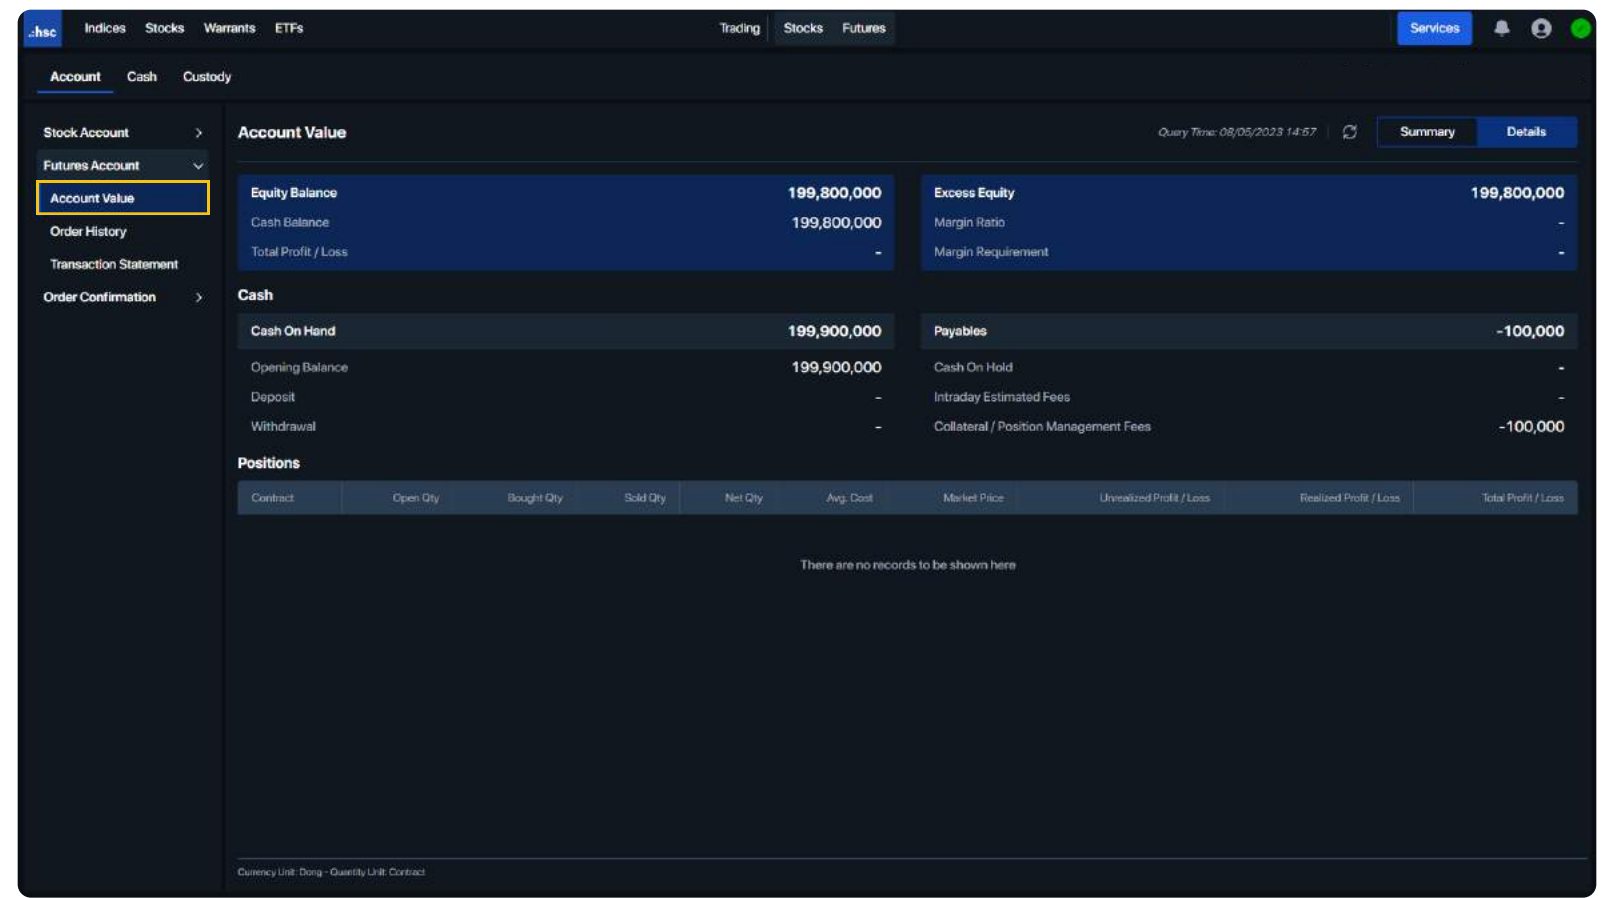 .:hsc Indices Stocks Warrants ETFs Trading Stocks Futures Services
Account Cash Custody
Stock Account
Futures Account
Account Value
Order History
Transaction Statement
Order Confirmation
Account Value Query Time: 08/05/2023 14:57 Summary Details
Equity Balance 199,800,000 Excess Equity 199,800,000
Cash Balance 199,800,000 Margin Ratio -
Total Profit / Loss - Margin Requirement -
Cash
Cash On Hand 199,900,000 Payables -100,000
Opening Balance 199,900,000 Cash On Hold -
Deposit - Intraday Estimated Fees -
Withdrawal - Collateral / Position Management Fees -100,000
Positions
Contract Open Qty Bought Qty Sold Qty Net Qty Avg. Cost Market Price Unrealized Profit / Loss Realized Profit / Loss Total Profit / Loss
There are no records to be shown here
Currency Unit: Dong - Quantity Unit: Contract